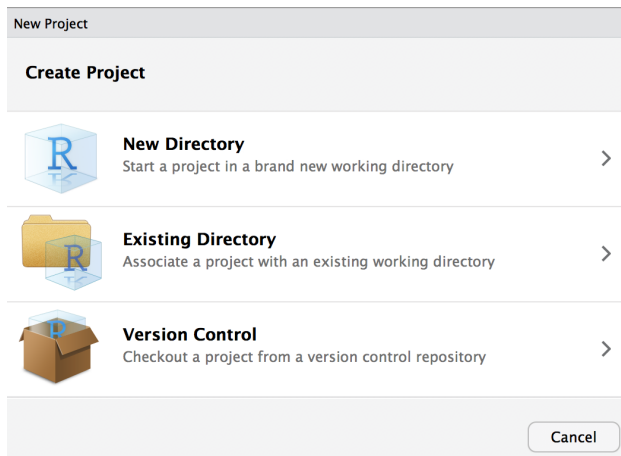 New Project
Create Project
R
New Directory
Start a project in a brand new working directory
R
Existing Directory
Associate a project with an existing working directory
R
Version Control
Checkout a project from a version control repository
Cancel